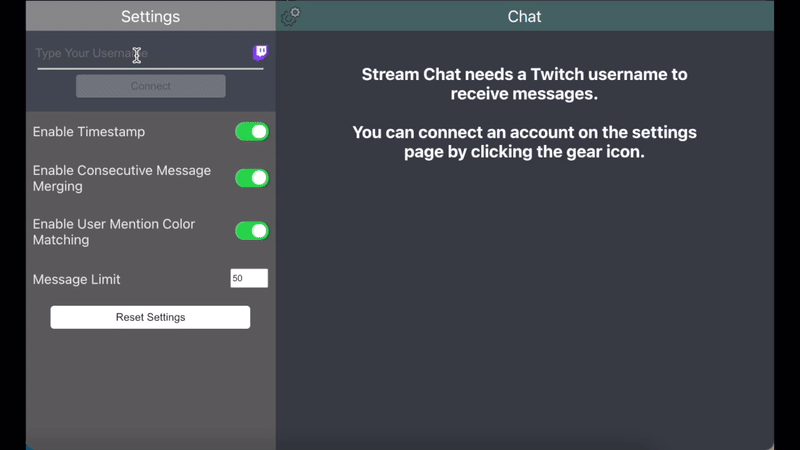 Settings
Type Your Username
Connect
Enable Timestamp
Enable Consecutive Message
Merging
Enable User Mention Color
Matching
Message Limit
50
Reset Settings
Chat
Stream Chat needs a Twitch username to
receive messages.
You can connect an account on the settings
page by clicking the gear icon.